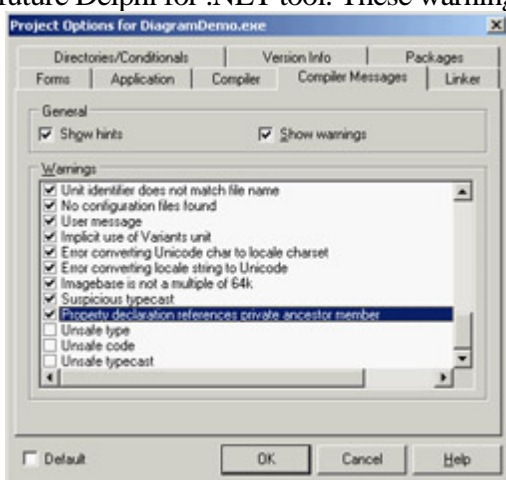 rature Delphi for .NET tool. These warning
Project Options for DiagramDemo.exe
Directories/Conditionals Version Info Packages
Forms Application Compiler Compiler Messages Linker
General
Show hints Show warnings
Warnings
Unit identifier does not match file name
No configuration files found
User message
Implicit use of Variants unit
Error converting Unicode char to locale charset
Error converting locale string to Unicode
Imagebase is not a multiple of 64k
Suspicious typecast
Property declaration references private ancestor member
Unsafe type
Unsafe code
Unsafe typecast
Default OK Cancel Help